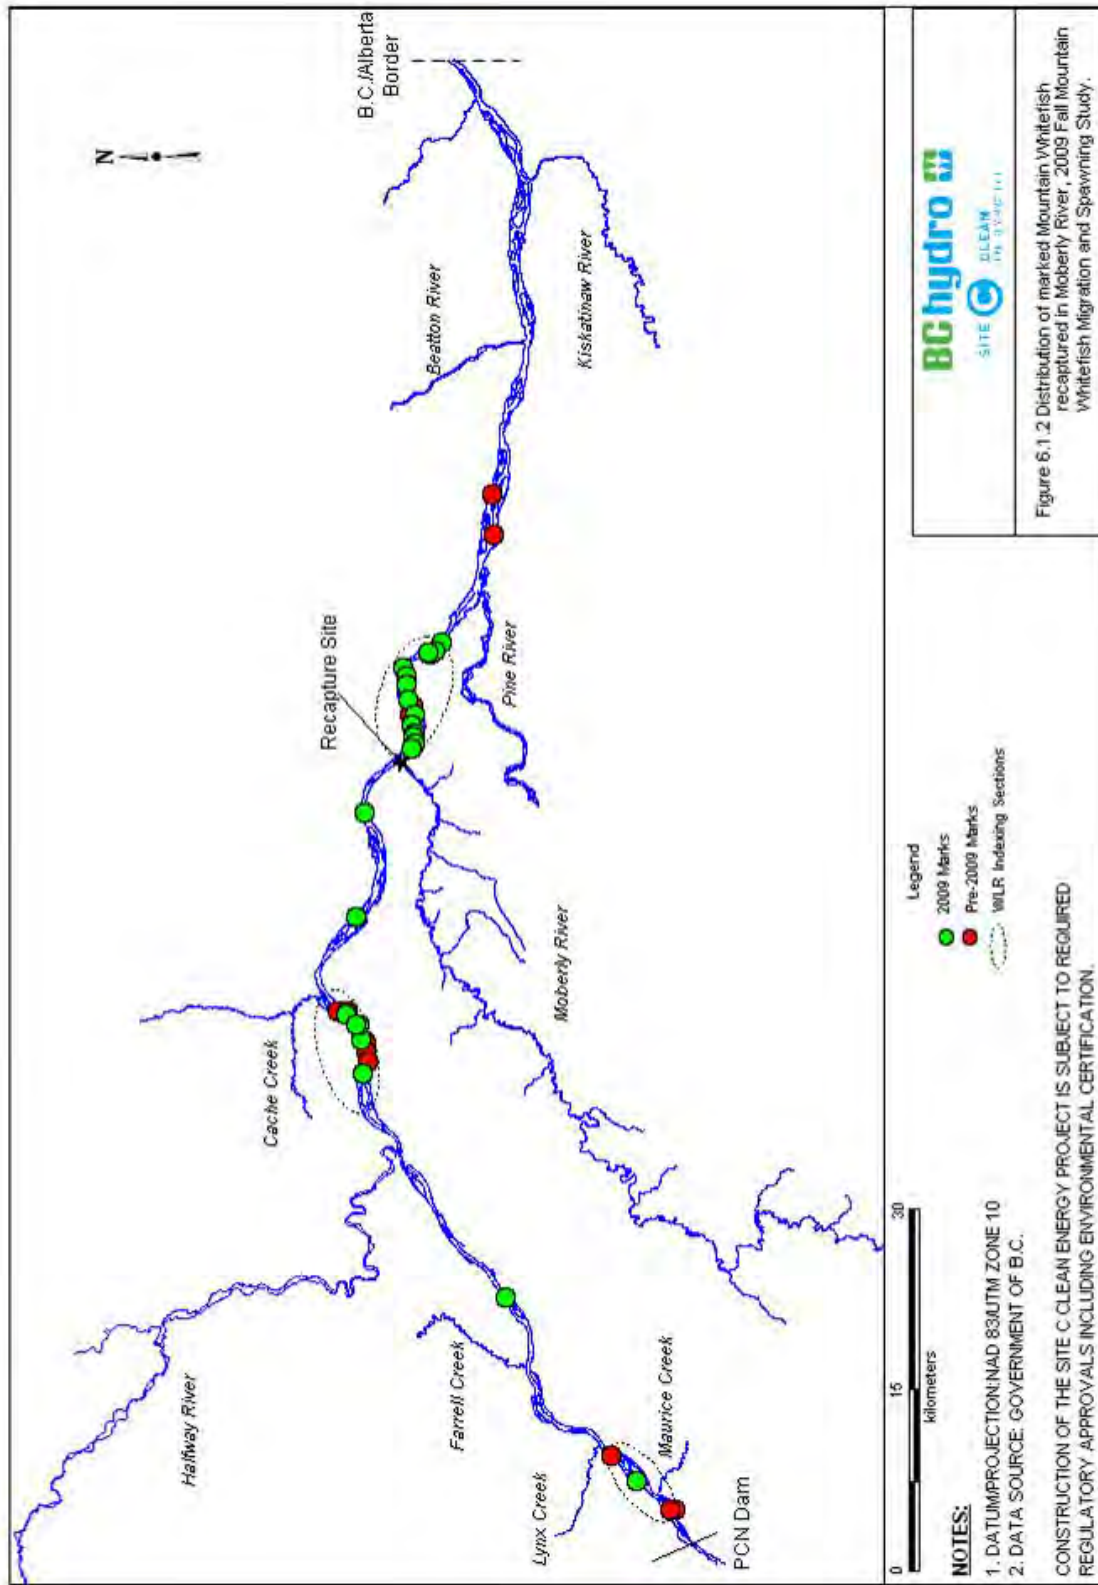 N
B.C./Alberta
Border
Beatton River
Kiskatinaw River
Recapture Site
Pine River
Cache Creek
Moberly River
Halfway River
Farrell Creek
Lynx Creek
Maurice Creek
PCN Dam
0
15
30
kilometers
Legend
2009 Marks
Pre-2009 Marks
WLR Indexing Sections
NOTES:
1. DATUM/PROJECTION:NAD 83/UTM ZONE 10
2. DATA SOURCE: GOVERNMENT OF B.C.
CONSTRUCTION OF THE SITE C CLEAN ENERGY PROJECT IS SUBJECT TO REQUIRED
REGULATORY APPROVALS INCLUDING ENVIRONMENTAL CERTIFICATION.
BC hydro
SITE C CLEAN
Figure 6.1.2 Distribution of marked Mountain Whitefish
recaptured in Moberly River, 2009 Fall Mountain
Whitefish Migration and Spawning Study.